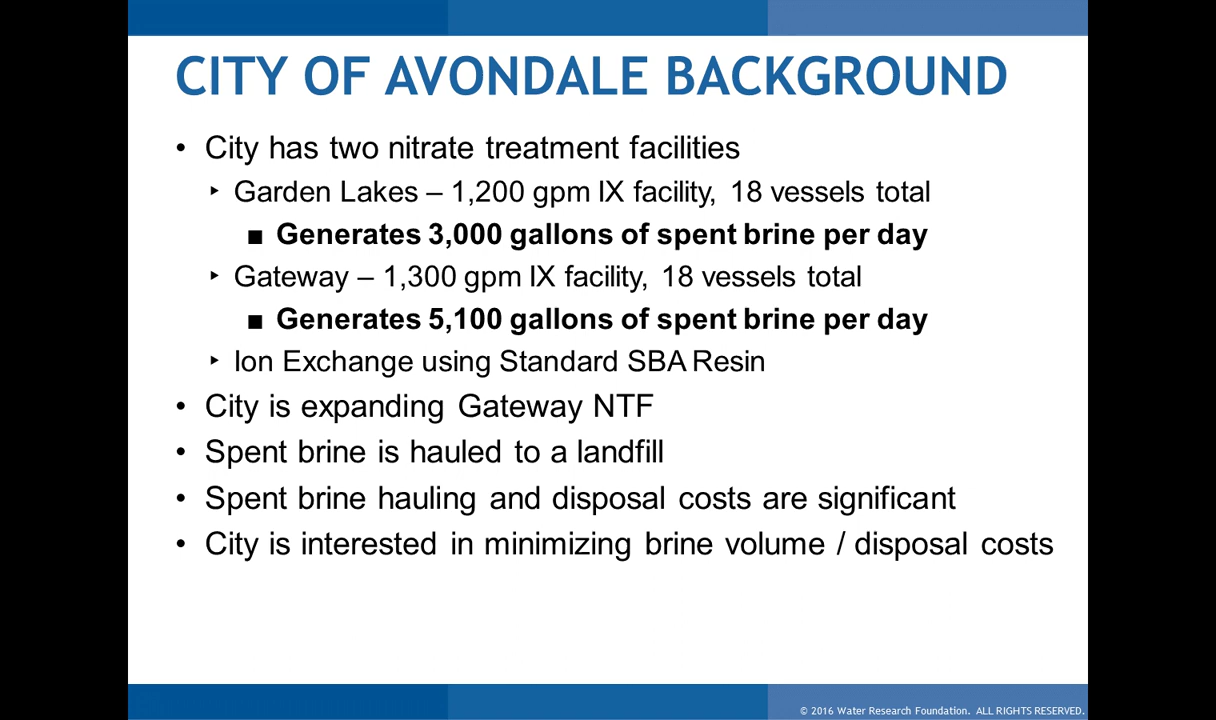 CITY OF AVONDALE BACKGROUND
• City has two nitrate treatment facilities
‣ Garden Lakes – 1,200 gpm IX facility, 18 vessels total
■ Generates 3,000 gallons of spent brine per day
‣ Gateway – 1,300 gpm IX facility, 18 vessels total
■ Generates 5,100 gallons of spent brine per day
‣ Ion Exchange using Standard SBA Resin
• City is expanding Gateway NTF
• Spent brine is hauled to a landfill
• Spent brine hauling and disposal costs are significant
• City is interested in minimizing brine volume / disposal costs
© 2016 Water Research Foundation. ALL RIGHTS RESERVED.